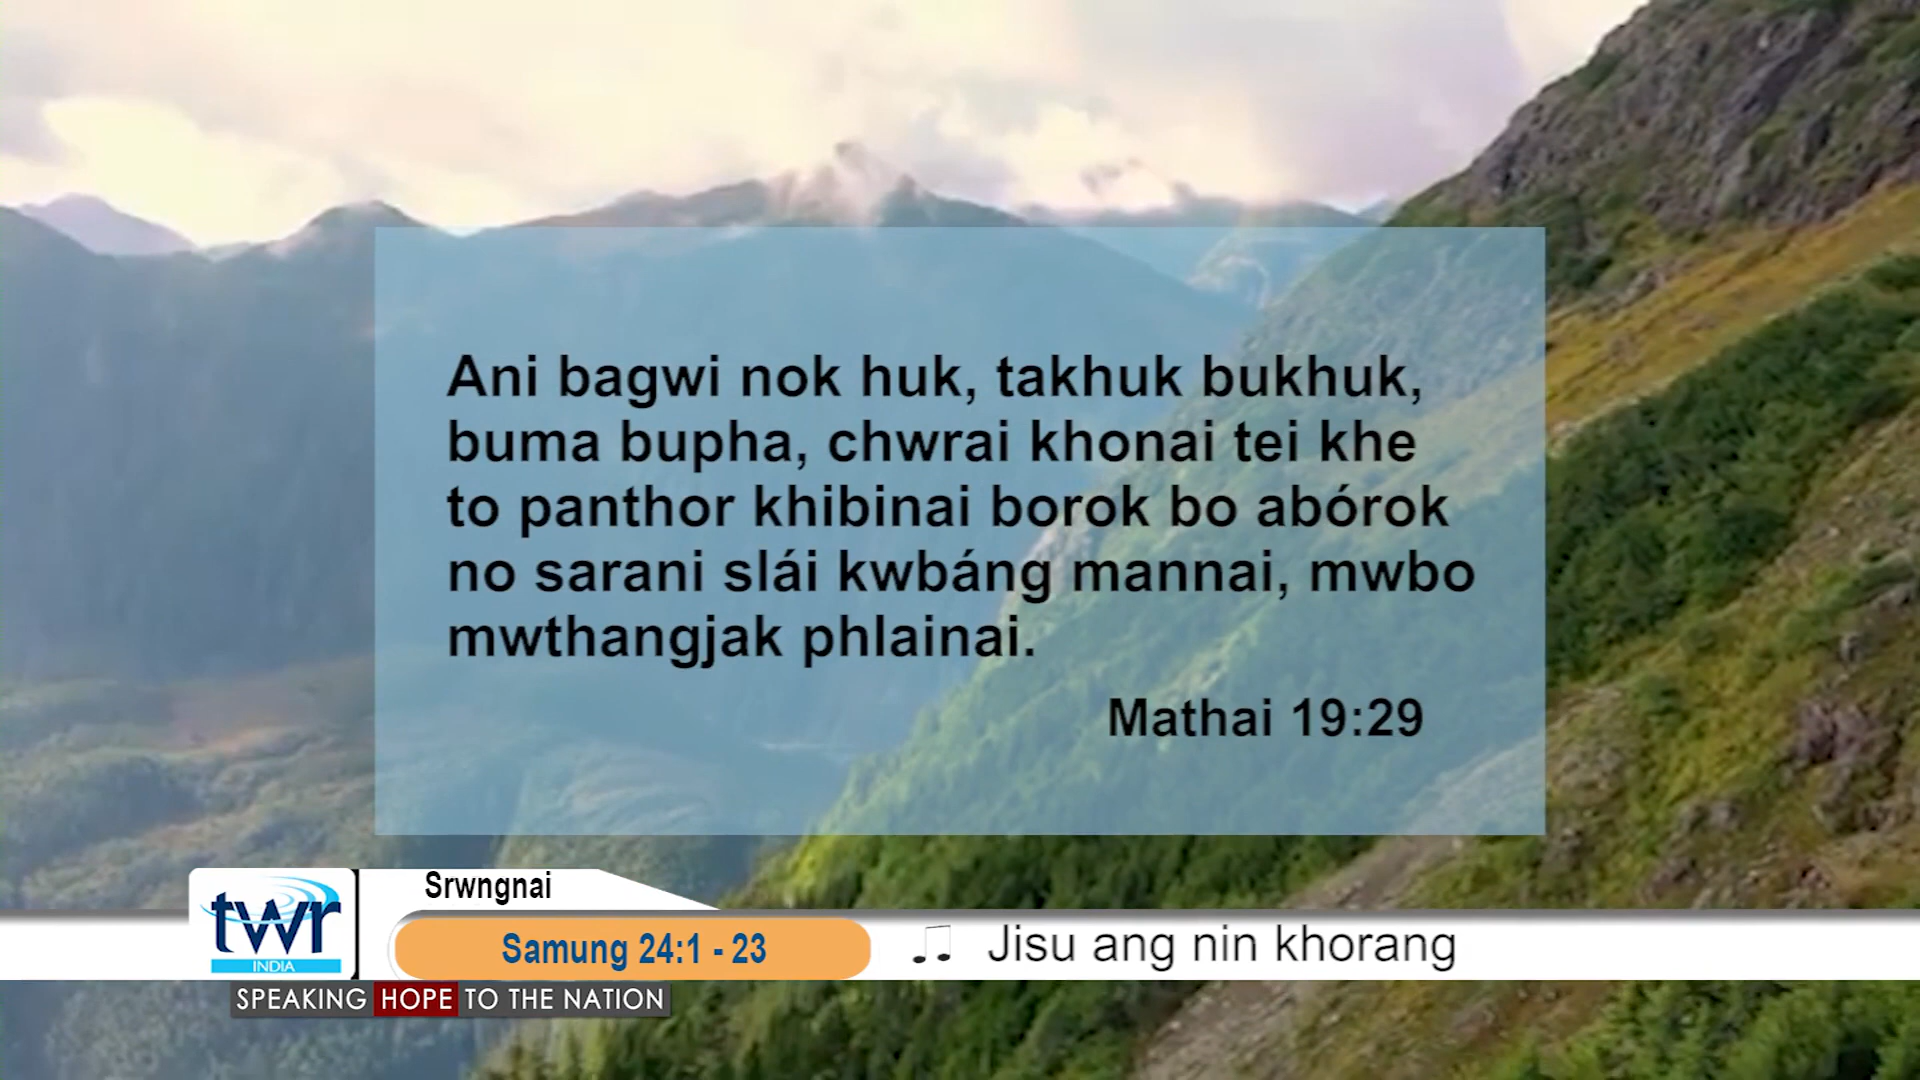 Ani bagwi nok huk, takhuk bukhuk,
buma bupha, chwrai khonai tei khe
to panthor khibinai borok bo abórok
no sarani slái kwbáng mannai, mwbo
mwthangjak phlainai.
Mathai 19:29
Srwngnai
twr
INDIA
Samung 24:1 - 23
Jisu ang nin khorang
SPEAKING HOPE TO THE NATION